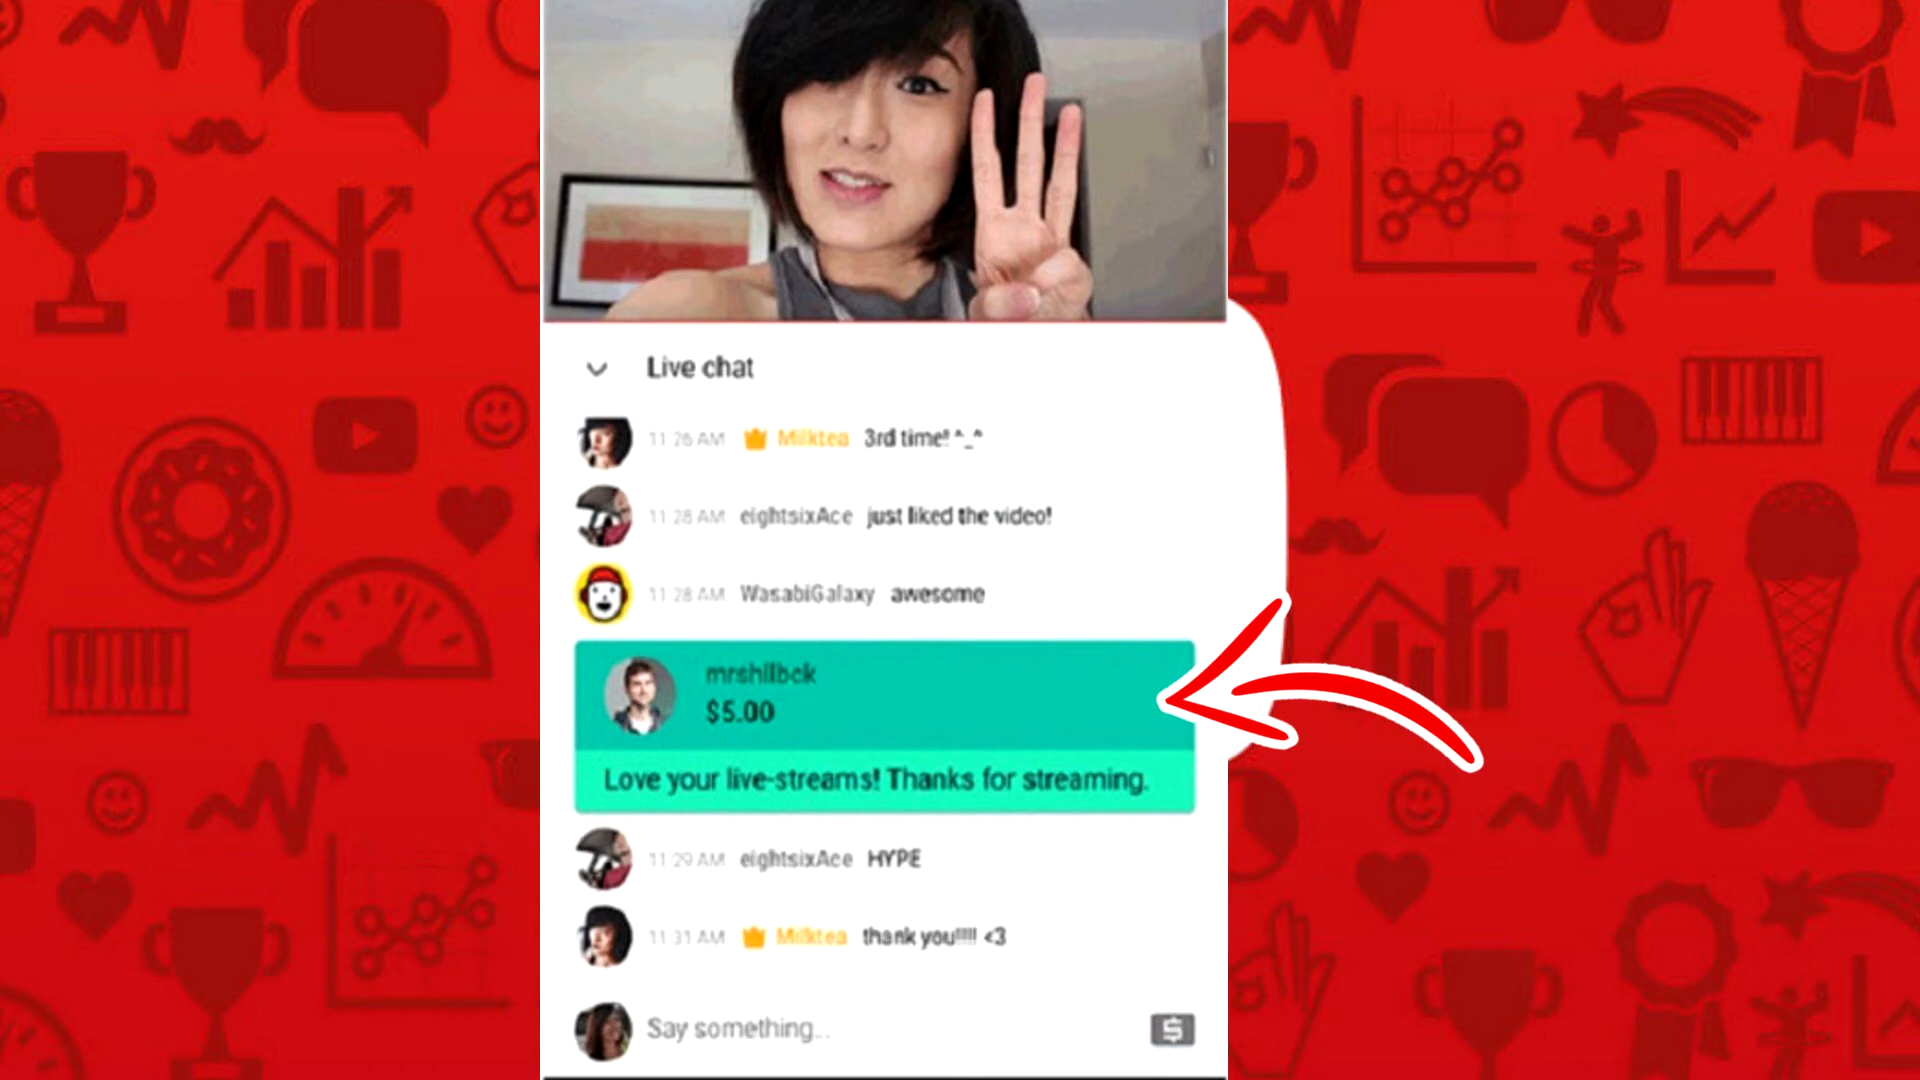 Live chat
11:26 AM Milktea 3rd time! ^_^
11:28 AM eightsixAce just liked the video!
11:28 AM WasabiGalaxy awesome
mrshllbck
$5.00
Love your live-streams! Thanks for streaming.
11:29 AM eightsixAce HYPE
11:31 AM Milktea thank you!!!! <3
Say something...
$